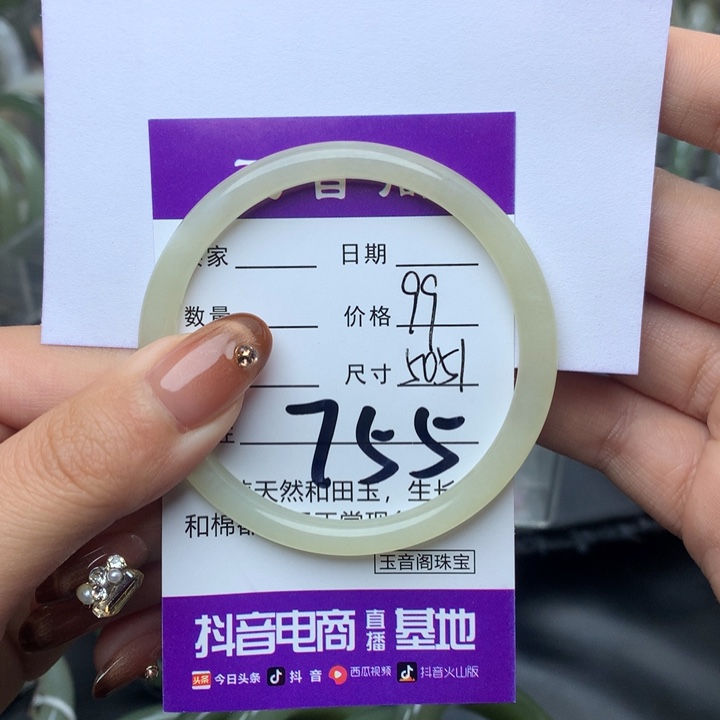 家 日期
数量 价格 99
尺寸 5051
755
天然和田玉，生长
和棉
玉音阁珠宝
抖音电商 直播 基地
头条 今日头条 抖音 西瓜视频 抖音火山版